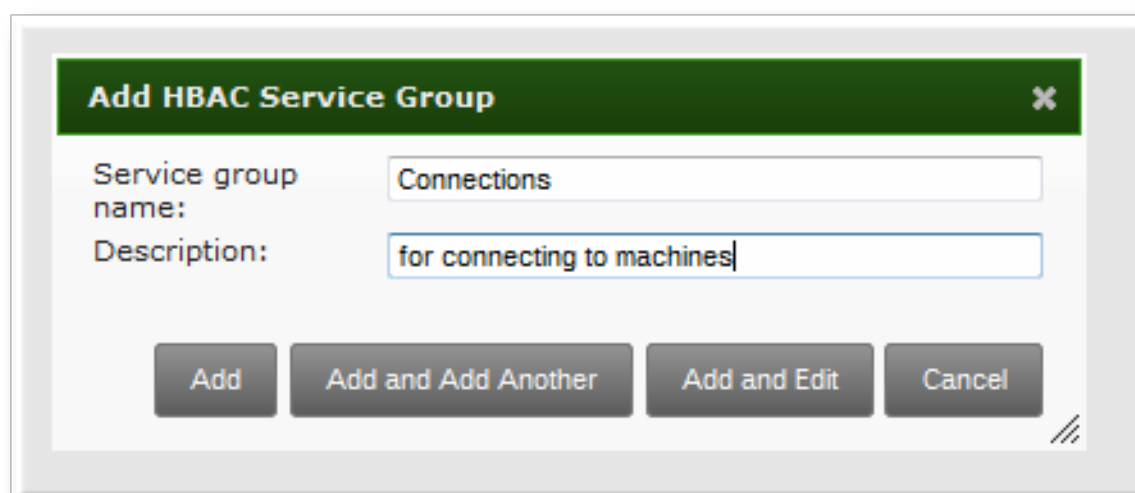 Add HBAC Service Group
Service group
name:
Connections
Description:
for connecting to machines
Add
Add and Add Another
Add and Edit
Cancel